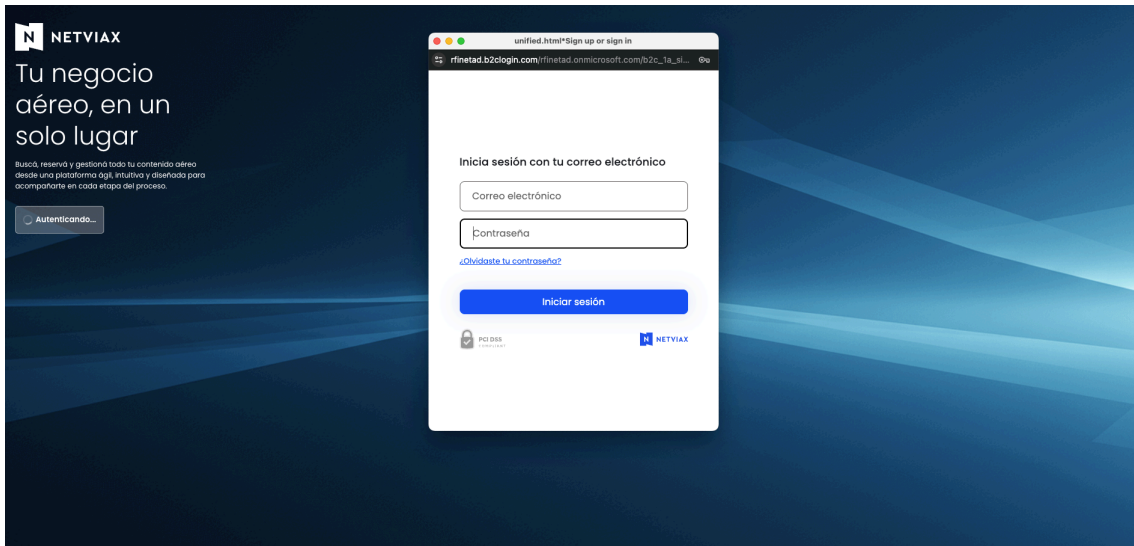 N NETVIAX
Tu negocio
aéreo, en un
solo lugar
Buscá, reservá y gestioná todo tu contenido aéreo
desde una plataforma ágil, intuitiva y diseñada para
acompañarte en cada etapa del proceso.
Autenticando...
unified.html*Sign up or sign in
rfinetad.b2clogin.com/rfinetad.onmicrosoft.com/b2c_1a_si...
Inicia sesión con tu correo electrónico
Correo electrónico
Contraseña
¿Olvidaste tu contraseña?
Iniciar sesión
PCI DSS
COMPLIANT
N NETVIAX